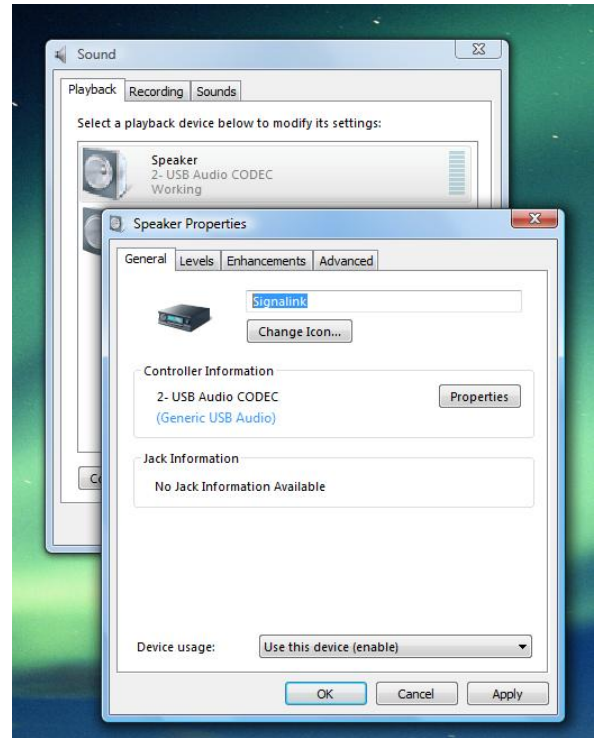 Sound
Playback Recording Sounds
Select a playback device below to modify its settings:
Speaker
2- USB Audio CODEC
Working
Speaker Properties
General Levels Enhancements Advanced
Signalink
Change Icon...
Controller Information
2- USB Audio CODEC
Properties
(Generic USB Audio)
Jack Information
No Jack Information Available
Device usage:
Use this device (enable)
OK Cancel Apply